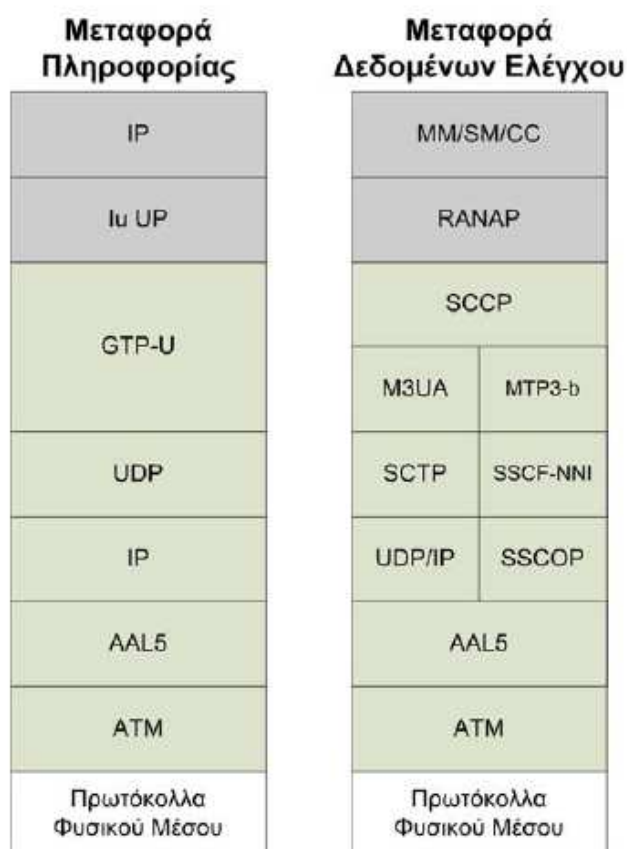 Μεταφορά
Πληροφορίας
IP
Iu UP
GTP-U
UDP
IP
AAL5
ATM
Πρωτόκολλα
Φυσικού Μέσου
Μεταφορά
Δεδομένων Ελέγχου
MM/SM/CC
RANAP
SCCP
M3UA
MTP3-b
SCTP
SSCF-NNI
UDP/IP
SSCOP
AAL5
ATM
Πρωτόκολλα
Φυσικού Μέσου